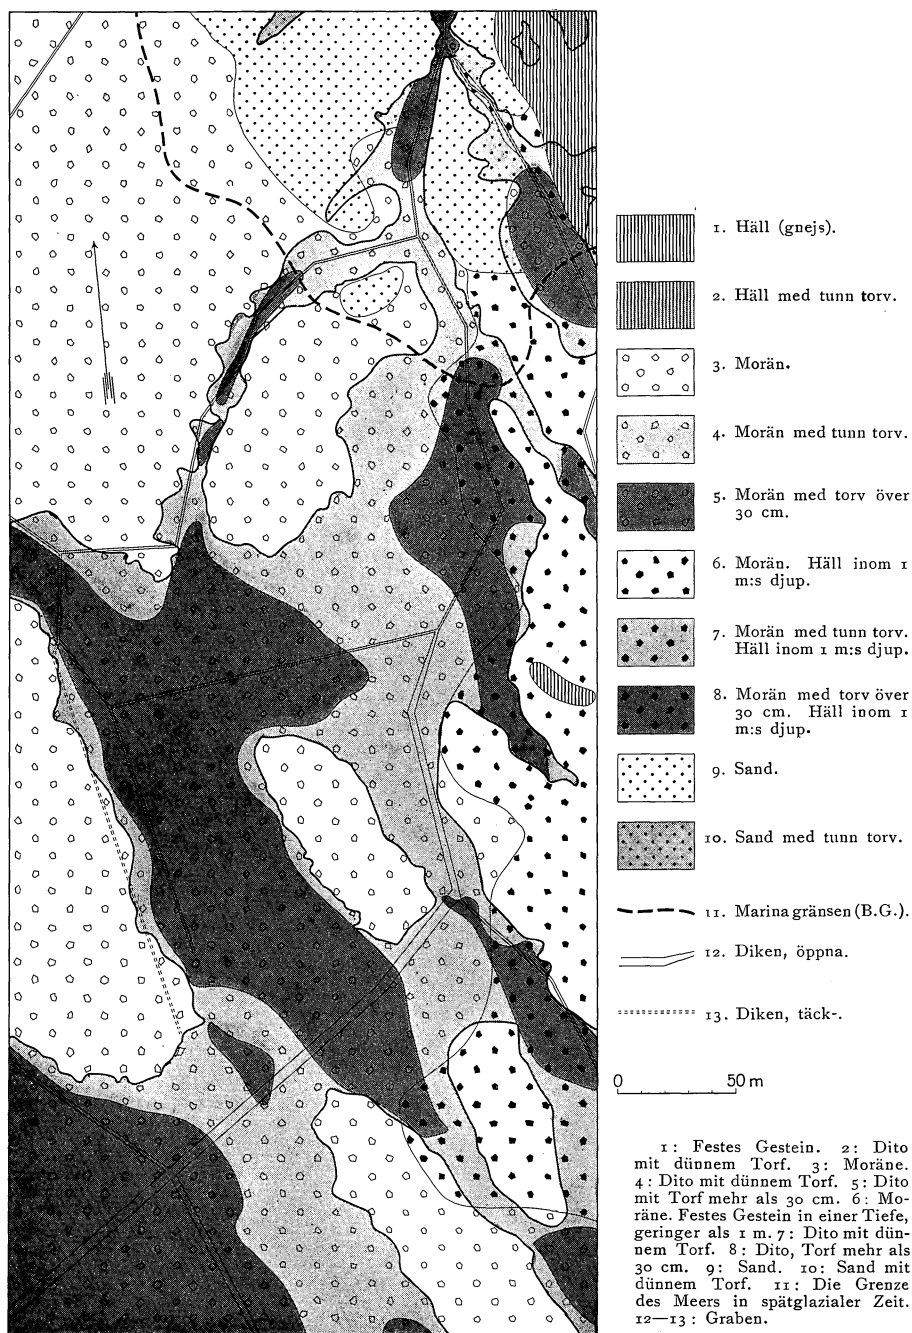 1. Häll (gnejs).
2. Häll med tunn torv.
3. Morän.
4. Morän med tunn torv.
5. Morän med torv över
30 cm.
6. Morän. Häll inom 1
m:s djup.
7. Morän med tunn torv.
Häll inom 1 m:s djup.
8. Morän med torv över
30 cm. Häll inom 1
m:s djup.
9. Sand.
10. Sand med tunn torv.
11. Marina gränsen (B.G.).
12. Diken, öppna.
13. Diken, täck-.
0 50 m
1: Festes Gestein. 2: Dito
mit dünnem Torf. 3: Moräne.
4: Dito mit dünnem Torf. 5: Dito
mit Torf mehr als 30 cm. 6: Mo-
räne. Festes Gestein in einer Tiefe,
geringer als 1 m. 7: Dito mit dün-
nem Torf. 8: Dito, Torf mehr als
30 cm. 9: Sand. 10: Sand mit
dünnem Torf. 11: Die Grenze
des Meers in spätglazialer Zeit.
12—13: Graben.